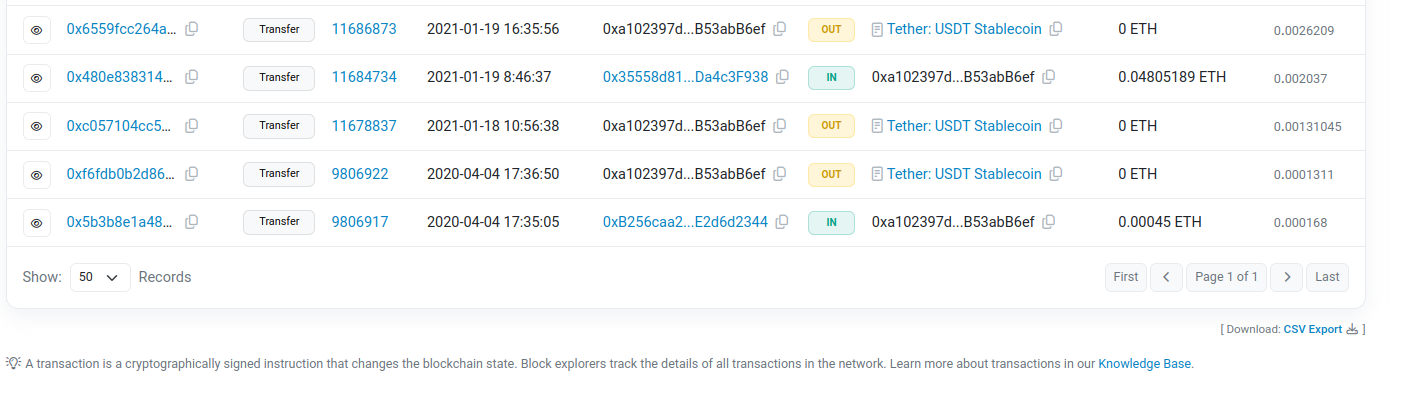 0x6559fcc264a... Transfer 11686873 2021-01-19 16:35:56 0xa102397d...B53abB6ef OUT Tether: USDT Stablecoin 0 ETH 0.0026209
0x480e838314... Transfer 11684734 2021-01-19 8:46:37 0x35558d81...Da4c3F938 IN 0xa102397d...B53abB6ef 0.04805189 ETH 0.002037
0xc057104cc5... Transfer 11678837 2021-01-18 10:56:38 0xa102397d...B53abB6ef OUT Tether: USDT Stablecoin 0 ETH 0.00131045
0xf6fdb0b2d86... Transfer 9806922 2020-04-04 17:36:50 0xa102397d...B53abB6ef OUT Tether: USDT Stablecoin 0 ETH 0.0001311
0x5b3b8e1a48... Transfer 9806917 2020-04-04 17:35:05 0xB256caa2...E2d6d2344 IN 0xa102397d...B53abB6ef 0.00045 ETH 0.000168
Show: 50 Records First Page 1 of 1 Last
[ Download: CSV Export ]
A transaction is a cryptographically signed instruction that changes the blockchain state. Block explorers track the details of all transactions in the network. Learn more about transactions in our Knowledge Base.